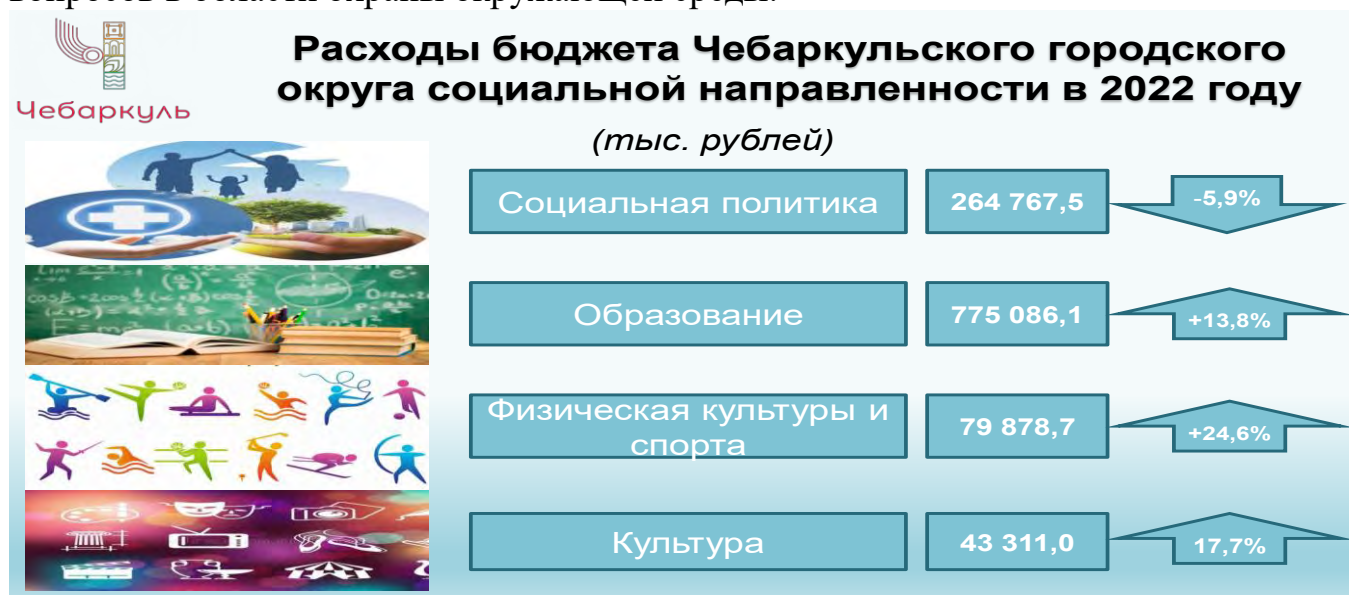 Расходы бюджета Чебаркульского городского
округа социальной направленности в 2022 году
Чебаркуль
(тыс. рублей)
Социальная политика 264 767,5 -5,9%
Образование 775 086,1 +13,8%
Физическая культуры и
спорта 79 878,7 +24,6%
Культура 43 311,0 17,7%